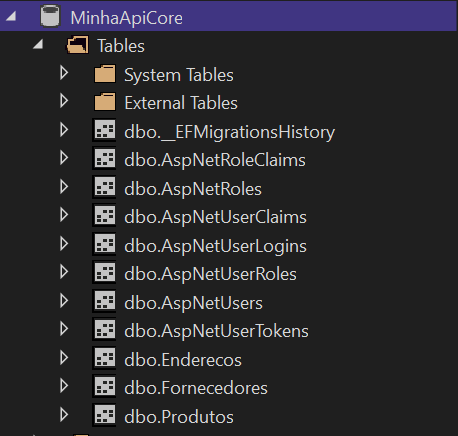 MinhaApiCore
Tables
System Tables
External Tables
dbo.__EFMigrationsHistory
dbo.AspNetRoleClaims
dbo.AspNetRoles
dbo.AspNetUserClaims
dbo.AspNetUserLogins
dbo.AspNetUserRoles
dbo.AspNetUsers
dbo.AspNetUserTokens
dbo.Enderecos
dbo.Fornecedores
dbo.Produtos